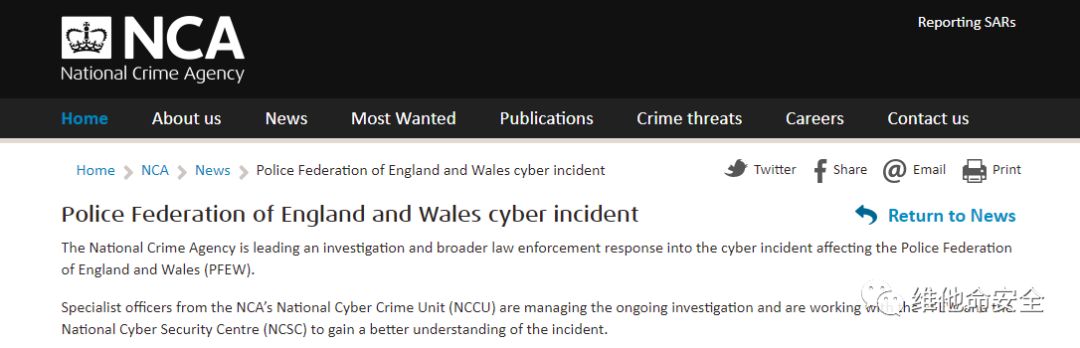 NCA
National Crime Agency
Reporting SARs
Home About us News Most Wanted Publications Crime threats Careers Contact us
Home NCA News Police Federation of England and Wales cyber incident Twitter Share Email Print
Police Federation of England and Wales cyber incident Return to News
The National Crime Agency is leading an investigation and broader law enforcement response into the cyber incident affecting the Police Federation
of England and Wales (PFEW).
Specialist officers from the NCA's National Cyber Crime Unit (NCCU) are managing the ongoing investigation and are working with the
National Cyber Security Centre (NCSC) to gain a better understanding of the incident.
维他命安全